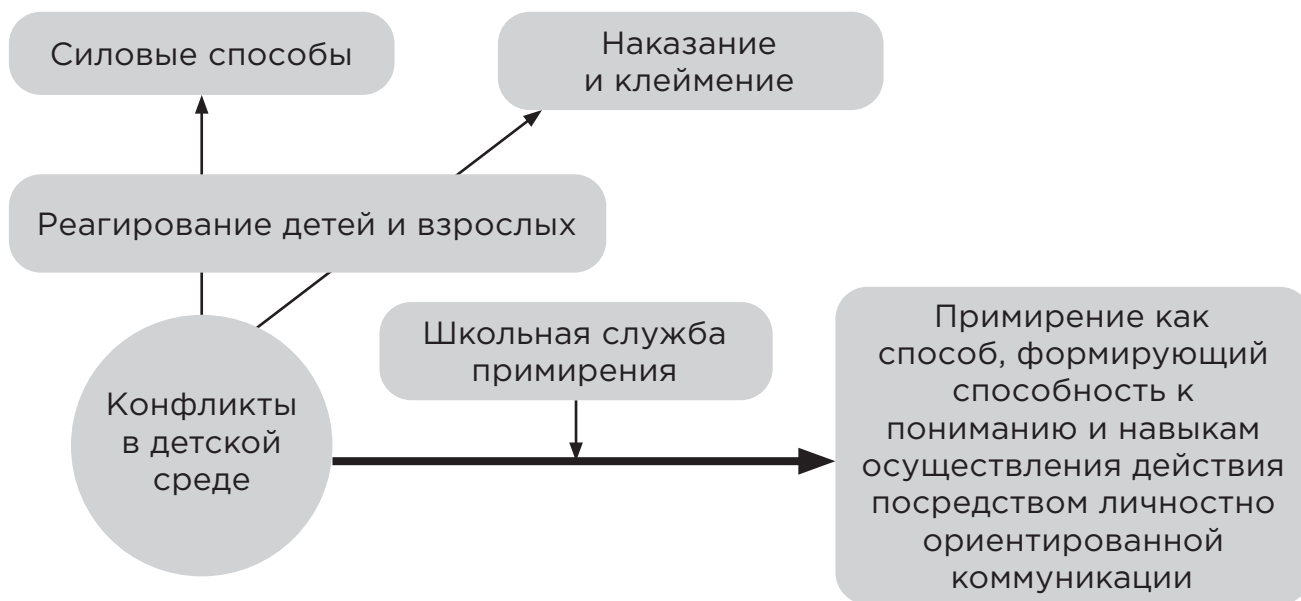 Силовые способы
Наказание
и клеймение
Реагирование детей и взрослых
Школьная служба
примирения
Конфликты
в детской
среде
Примирение как
способ, формирующий
способность к
пониманию и навыкам
осуществления действия
посредством личностно
ориентированной
коммуникации